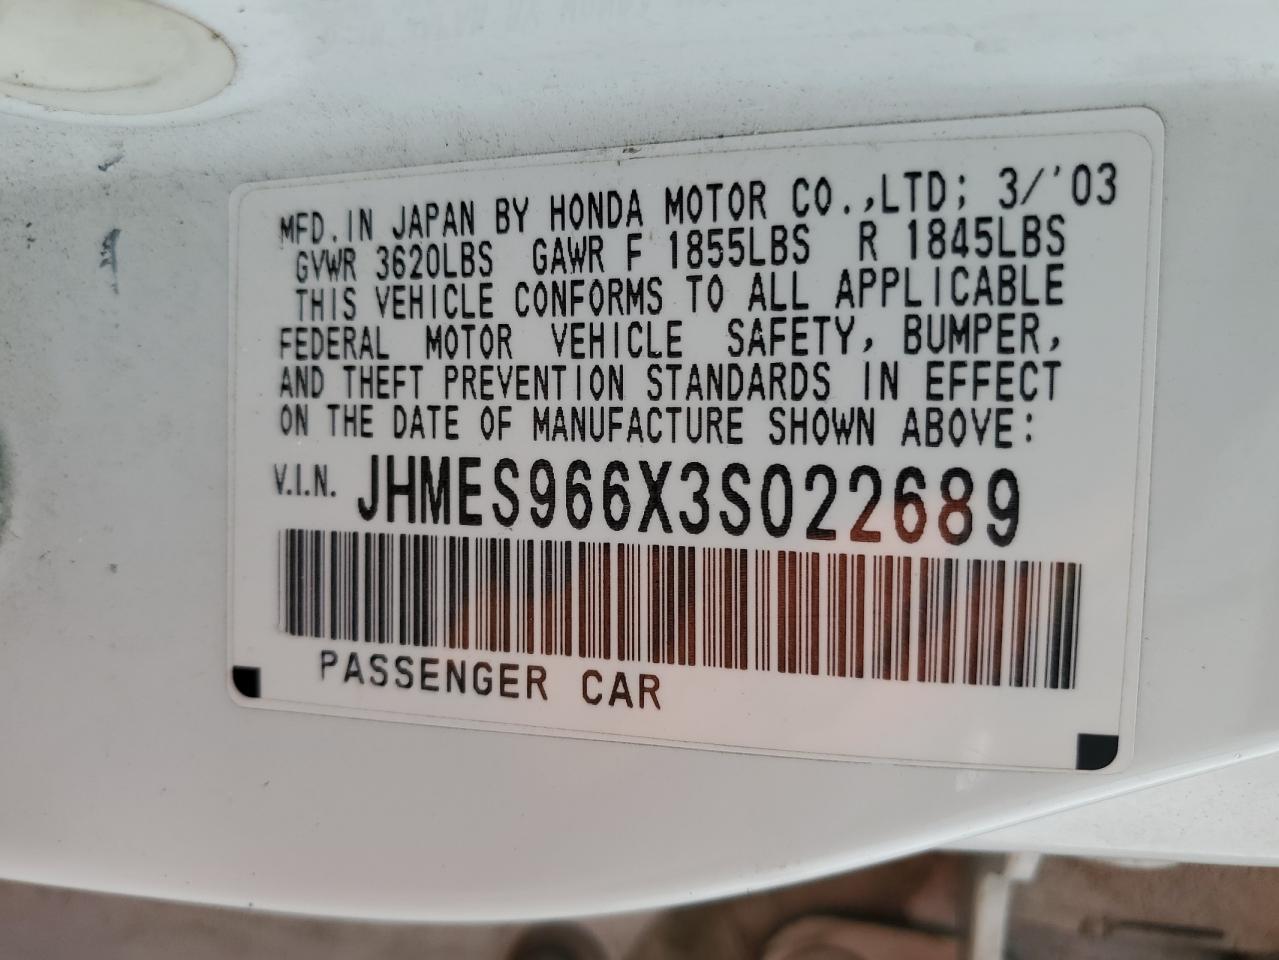 MFD. IN JAPAN BY HONDA MOTOR CO.,LTD; 3/'03
GVWR 3620LBS GAWR F 1855LBS R 1845LBS
THIS VEHICLE CONFORMS TO ALL APPLICABLE
FEDERAL MOTOR VEHICLE SAFETY, BUMPER,
AND THEFT PREVENTION STANDARDS IN EFFECT
ON THE DATE OF MANUFACTURE SHOWN ABOVE:
V.I.N. JHMES966X3S022689
PASSENGER CAR